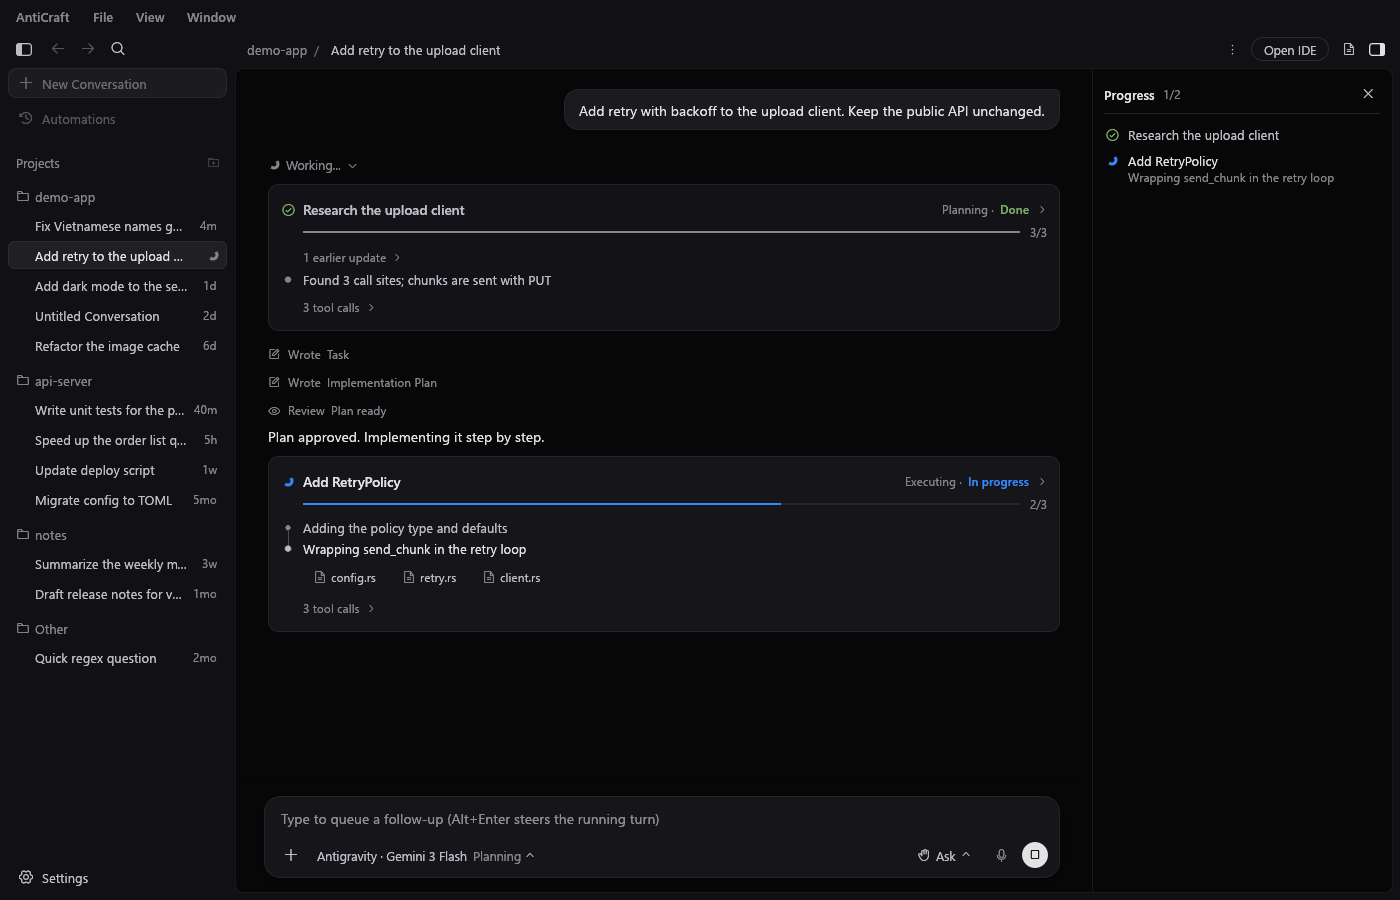 AntiCraft File View Window
demo-app / Add retry to the upload client
Open IDE
New Conversation
Automations
Projects
demo-app
Fix Vietnamese names g... 4m
Add retry to the upload ...
Add dark mode to the se... 1d
Untitled Conversation 2d
Refactor the image cache 6d
api-server
Write unit tests for the p... 40m
Speed up the order list q... 5h
Update deploy script 1w
Migrate config to TOML 5mo
notes
Summarize the weekly m... 3w
Draft release notes for v... 1mo
Other
Quick regex question 2mo
Settings
Add retry with backoff to the upload client. Keep the public API unchanged.
Working...
Research the upload client Planning · Done
3/3
1 earlier update
Found 3 call sites; chunks are sent with PUT
3 tool calls
Wrote Task
Wrote Implementation Plan
Review Plan ready
Plan approved. Implementing it step by step.
Add RetryPolicy Executing · In progress
2/3
Adding the policy type and defaults
Wrapping send_chunk in the retry loop
config.rs retry.rs client.rs
3 tool calls
Type to queue a follow-up (Alt+Enter steers the running turn)
Antigravity · Gemini 3 Flash Planning Ask
Progress 1/2
Research the upload client
Add RetryPolicy
Wrapping send_chunk in the retry loop